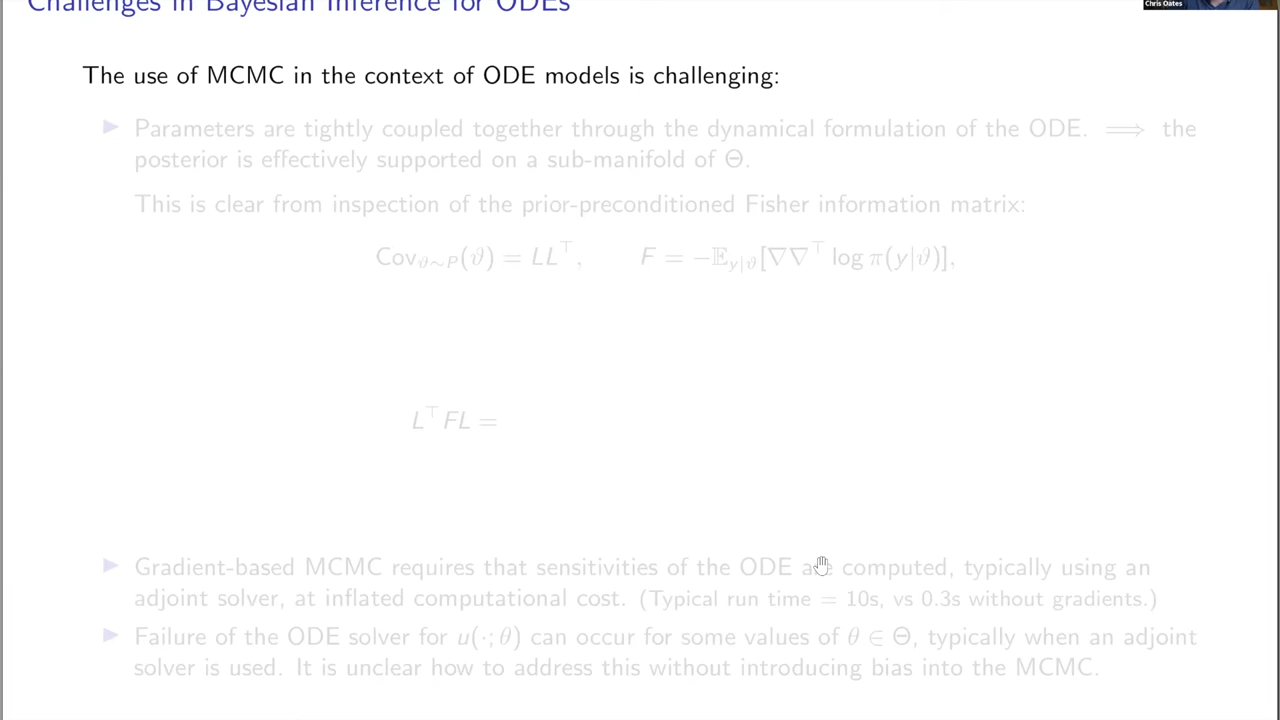 Challenges in Bayesian Inference for ODEs
Chris Oates
The use of MCMC in the context of ODE models is challenging:
▶ Parameters are tightly coupled together through the dynamical formulation of the ODE. ⟹ the
posterior is effectively supported on a sub-manifold of Θ.
This is clear from inspection of the prior-preconditioned Fisher information matrix:
Cov_{ϑ∼P}(ϑ) = LL^⊤, F = −𝔼_{y|ϑ}[∇∇^⊤ log π(y|ϑ)],
L^⊤FL =
▶ Gradient-based MCMC requires that sensitivities of the ODE are computed, typically using an
adjoint solver, at inflated computational cost. (Typical run time = 10s, vs 0.3s without gradients.)
▶ Failure of the ODE solver for u(·; θ) can occur for some values of θ ∈ Θ, typically when an adjoint
solver is used. It is unclear how to address this without introducing bias into the MCMC.